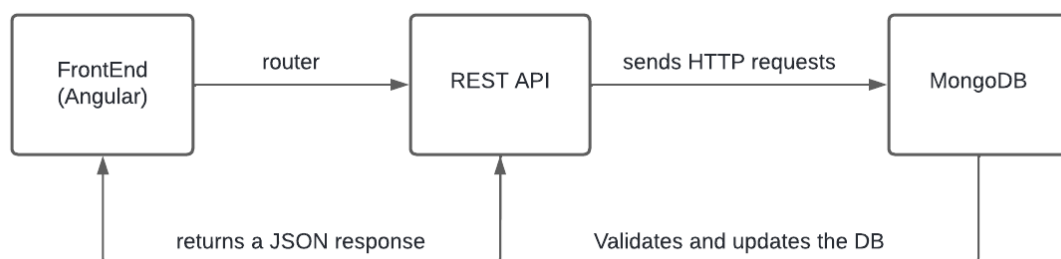 FrontEnd
(Angular)
router
REST API
sends HTTP requests
MongoDB
returns a JSON response
Validates and updates the DB